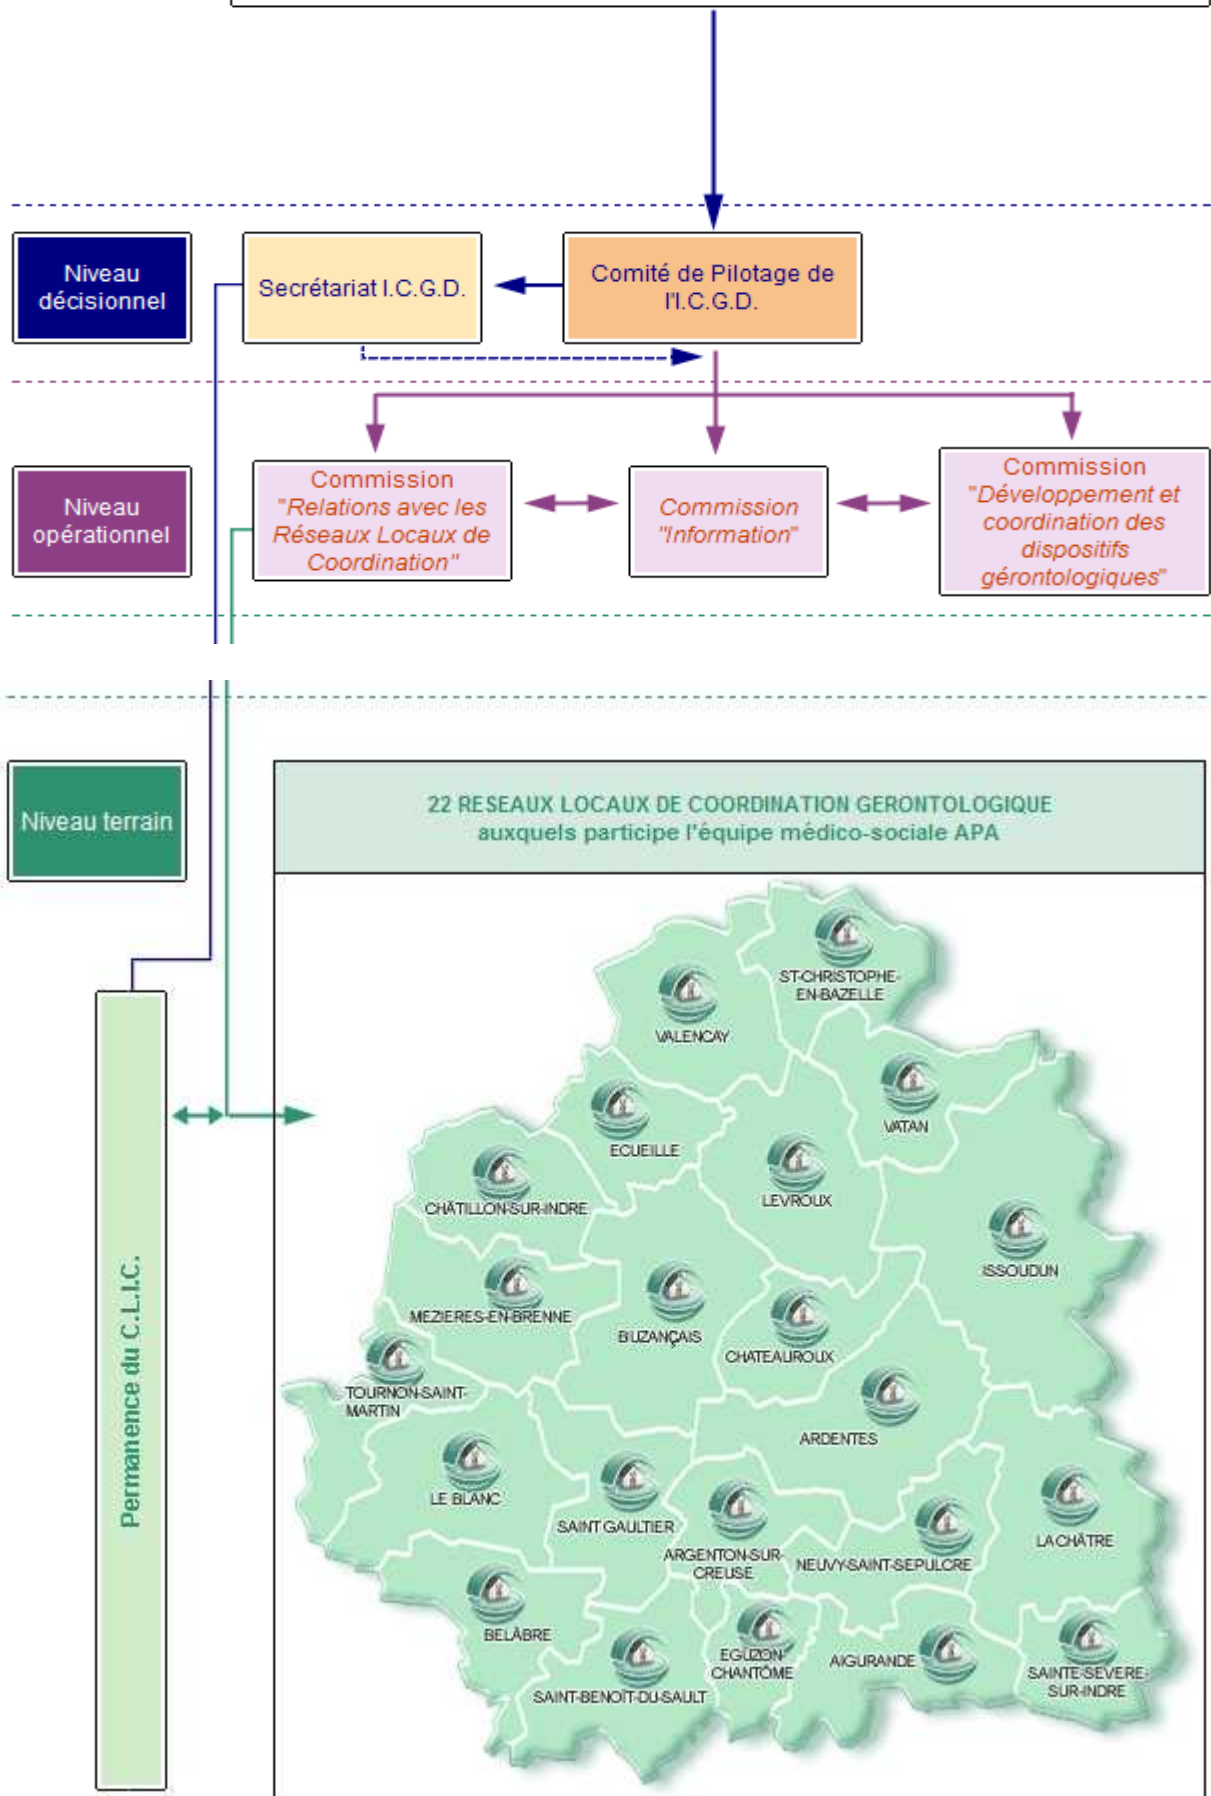 Niveau
décisionnel
Secrétariat I.C.G.D.
Comité de Pilotage de
l'I.C.G.D.
Niveau
opérationnel
Commission
"Relations avec les
Réseaux Locaux de
Coordination"
Commission
"Information"
Commission
"Développement et
coordination des
dispositifs
gérontologiques"
Niveau terrain
22 RESEAUX LOCAUX DE COORDINATION GERONTOLOGIQUE
auxquels participe l'équipe médico-sociale APA
Permanence du C.L.I.C.
ST-CHRISTOPHE-
EN-BAZELLE
VALENCAY
VATAN
ECUEILLE
LEVROUX
CHÂTILLON-SUR-INDRE
ISSOUDUN
MEZIERES-EN-BRENNE
BUZANÇAIS
CHATEAUROUX
TOURNON-SAINT-
MARTIN
ARDENTES
LE BLANC
SAINT GAULTIER
ARGENTON-SUR-
CREUSE
NEUVY-SAINT-SEPULCRE
LA CHÂTRE
BELÂBRE
EGUZON-
CHANTÔME
AIGURANDE
SAINTE-SEVERE-
SUR-INDRE
SAINT-BENOÎT-DU-SAULT